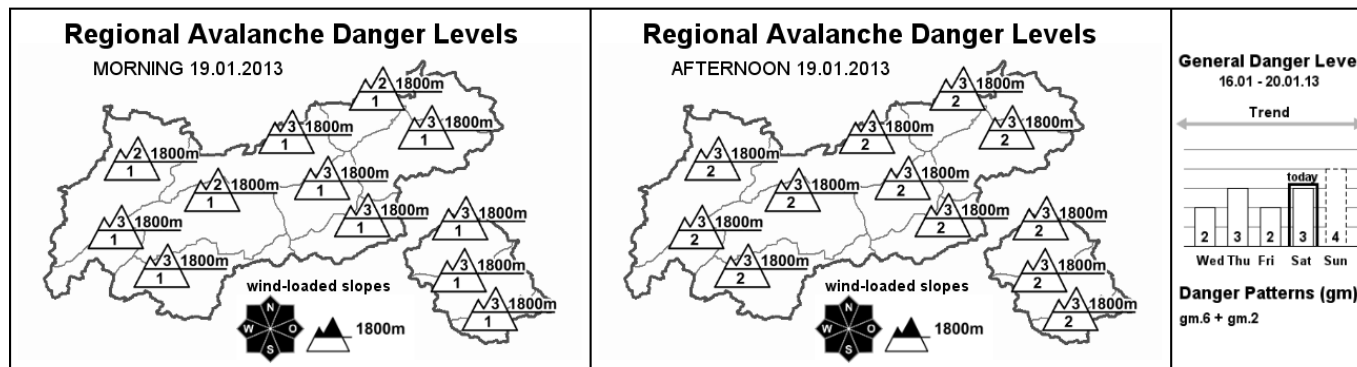 Regional Avalanche Danger Levels
MORNING 19.01.2013
2 1800m
1
3 1800m
1
3 1800m
1
2 1800m
1
3 1800m
1
2 1800m
1
3 1800m
1
3 1800m
1
3 1800m
1
3 1800m
1
3 1800m
1
3 1800m
1
3 1800m
1
wind-loaded slopes
N
W O
S
1800m
Regional Avalanche Danger Levels
AFTERNOON 19.01.2013
3 1800m
2
3 1800m
2
3 1800m
2
3 1800m
2
3 1800m
2
3 1800m
2
3 1800m
2
3 1800m
2
3 1800m
2
3 1800m
2
3 1800m
2
3 1800m
2
3 1800m
2
wind-loaded slopes
N
W O
S
1800m
General Danger Leve
16.01 - 20.01.13
Trend
today
2 3 2 3 4
Wed Thu Fri Sat Sun
Danger Patterns (gm)
gm.6 + gm.2